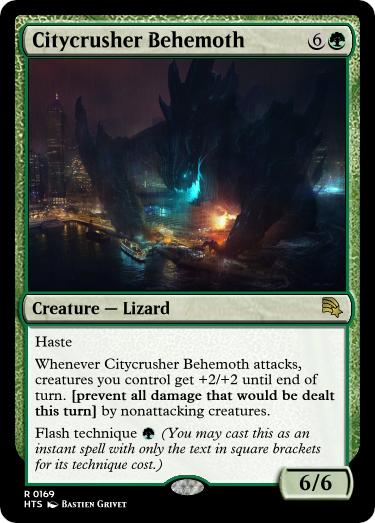 Citycrusher Behemoth 6
Creature — Lizard
Haste
Whenever Citycrusher Behemoth attacks,
creatures you control get +2/+2 until end of
turn. [prevent all damage that would be dealt
this turn] by nonattacking creatures.
Flash technique (You may cast this as an
instant spell with only the text in square brackets
for its technique cost.)
6/6
R 0169
HTS Bastien Grivet